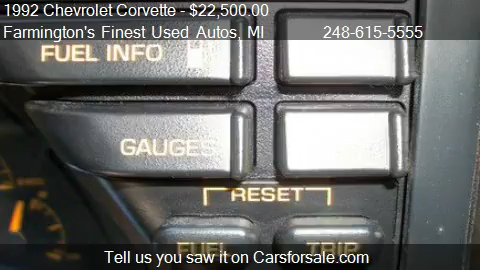 1992 Chevrolet Corvette - $22,500.00
Farmington's Finest Used Autos, MI 248-615-5555
FUEL INFO
GAUGES
RESET
FUEL TRIP
Tell us you saw it on Carsforsale.com